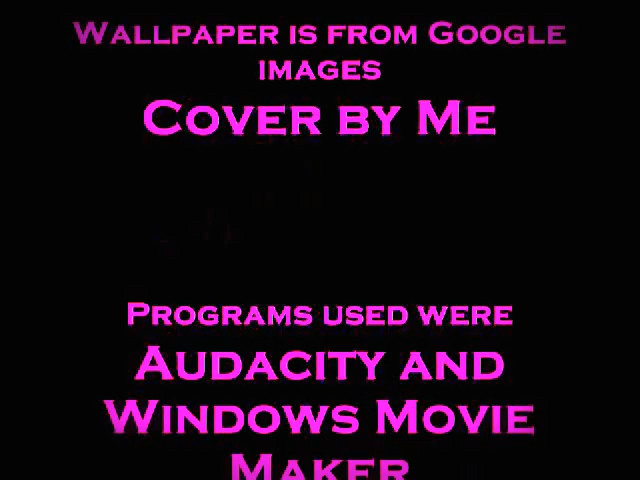 Wallpaper is from Google
images
Cover by Me
Programs used were
Audacity and
Windows Movie
Maker